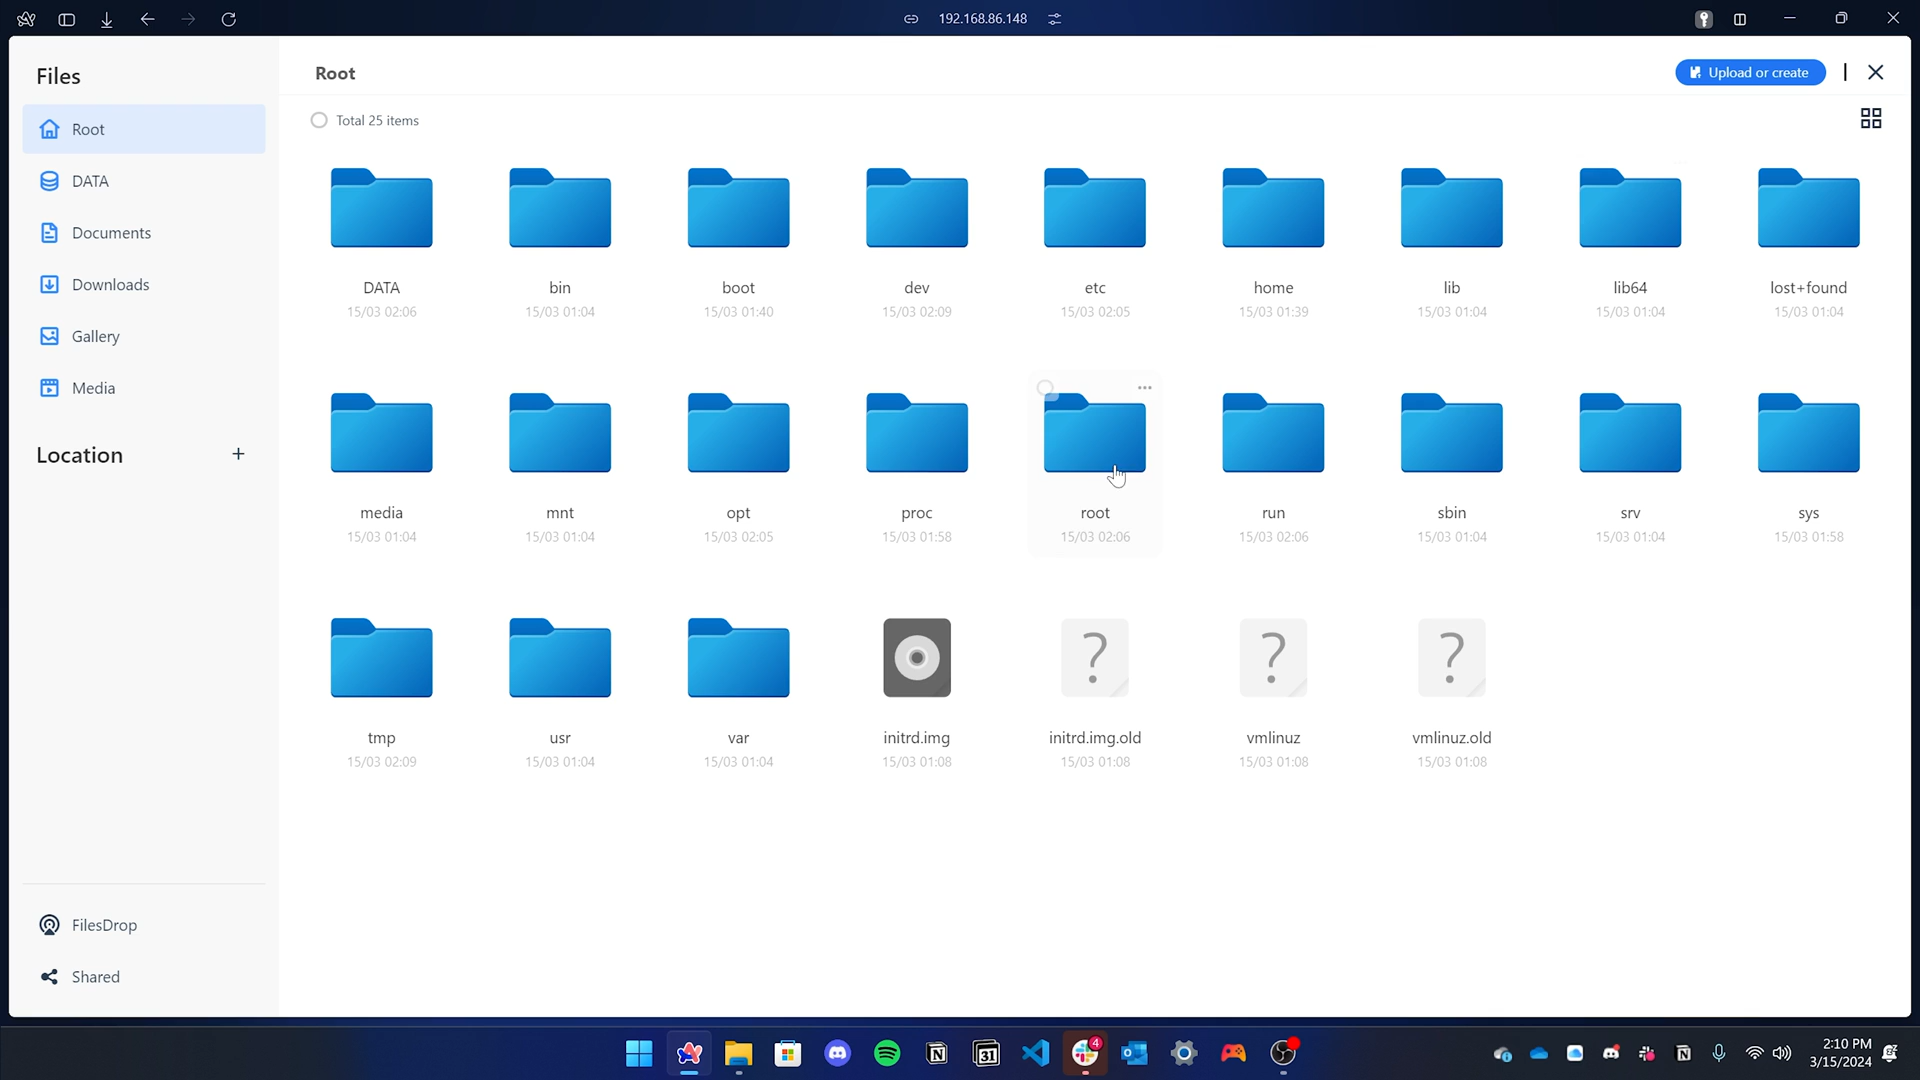 192.168.86.148
Files
Root
Upload or create
Root
Total 25 items
DATA
Documents
Downloads
Gallery
Media
Location
DATA bin boot dev etc home lib lib64 lost+found
15/03 02:06 15/03 01:04 15/03 01:40 15/03 02:09 15/03 02:05 15/03 01:39 15/03 01:04 15/03 01:04 15/03 01:04
media mnt opt proc root run sbin srv sys
15/03 01:04 15/03 01:04 15/03 02:05 15/03 01:58 15/03 02:06 15/03 02:06 15/03 01:04 15/03 01:04 15/03 01:58
tmp usr var initrd.img initrd.img.old vmlinuz vmlinuz.old
15/03 02:09 15/03 01:04 15/03 01:04 15/03 01:08 15/03 01:08 15/03 01:08 15/03 01:08
FilesDrop
Shared
31
4
2:10 PM
3/15/2024